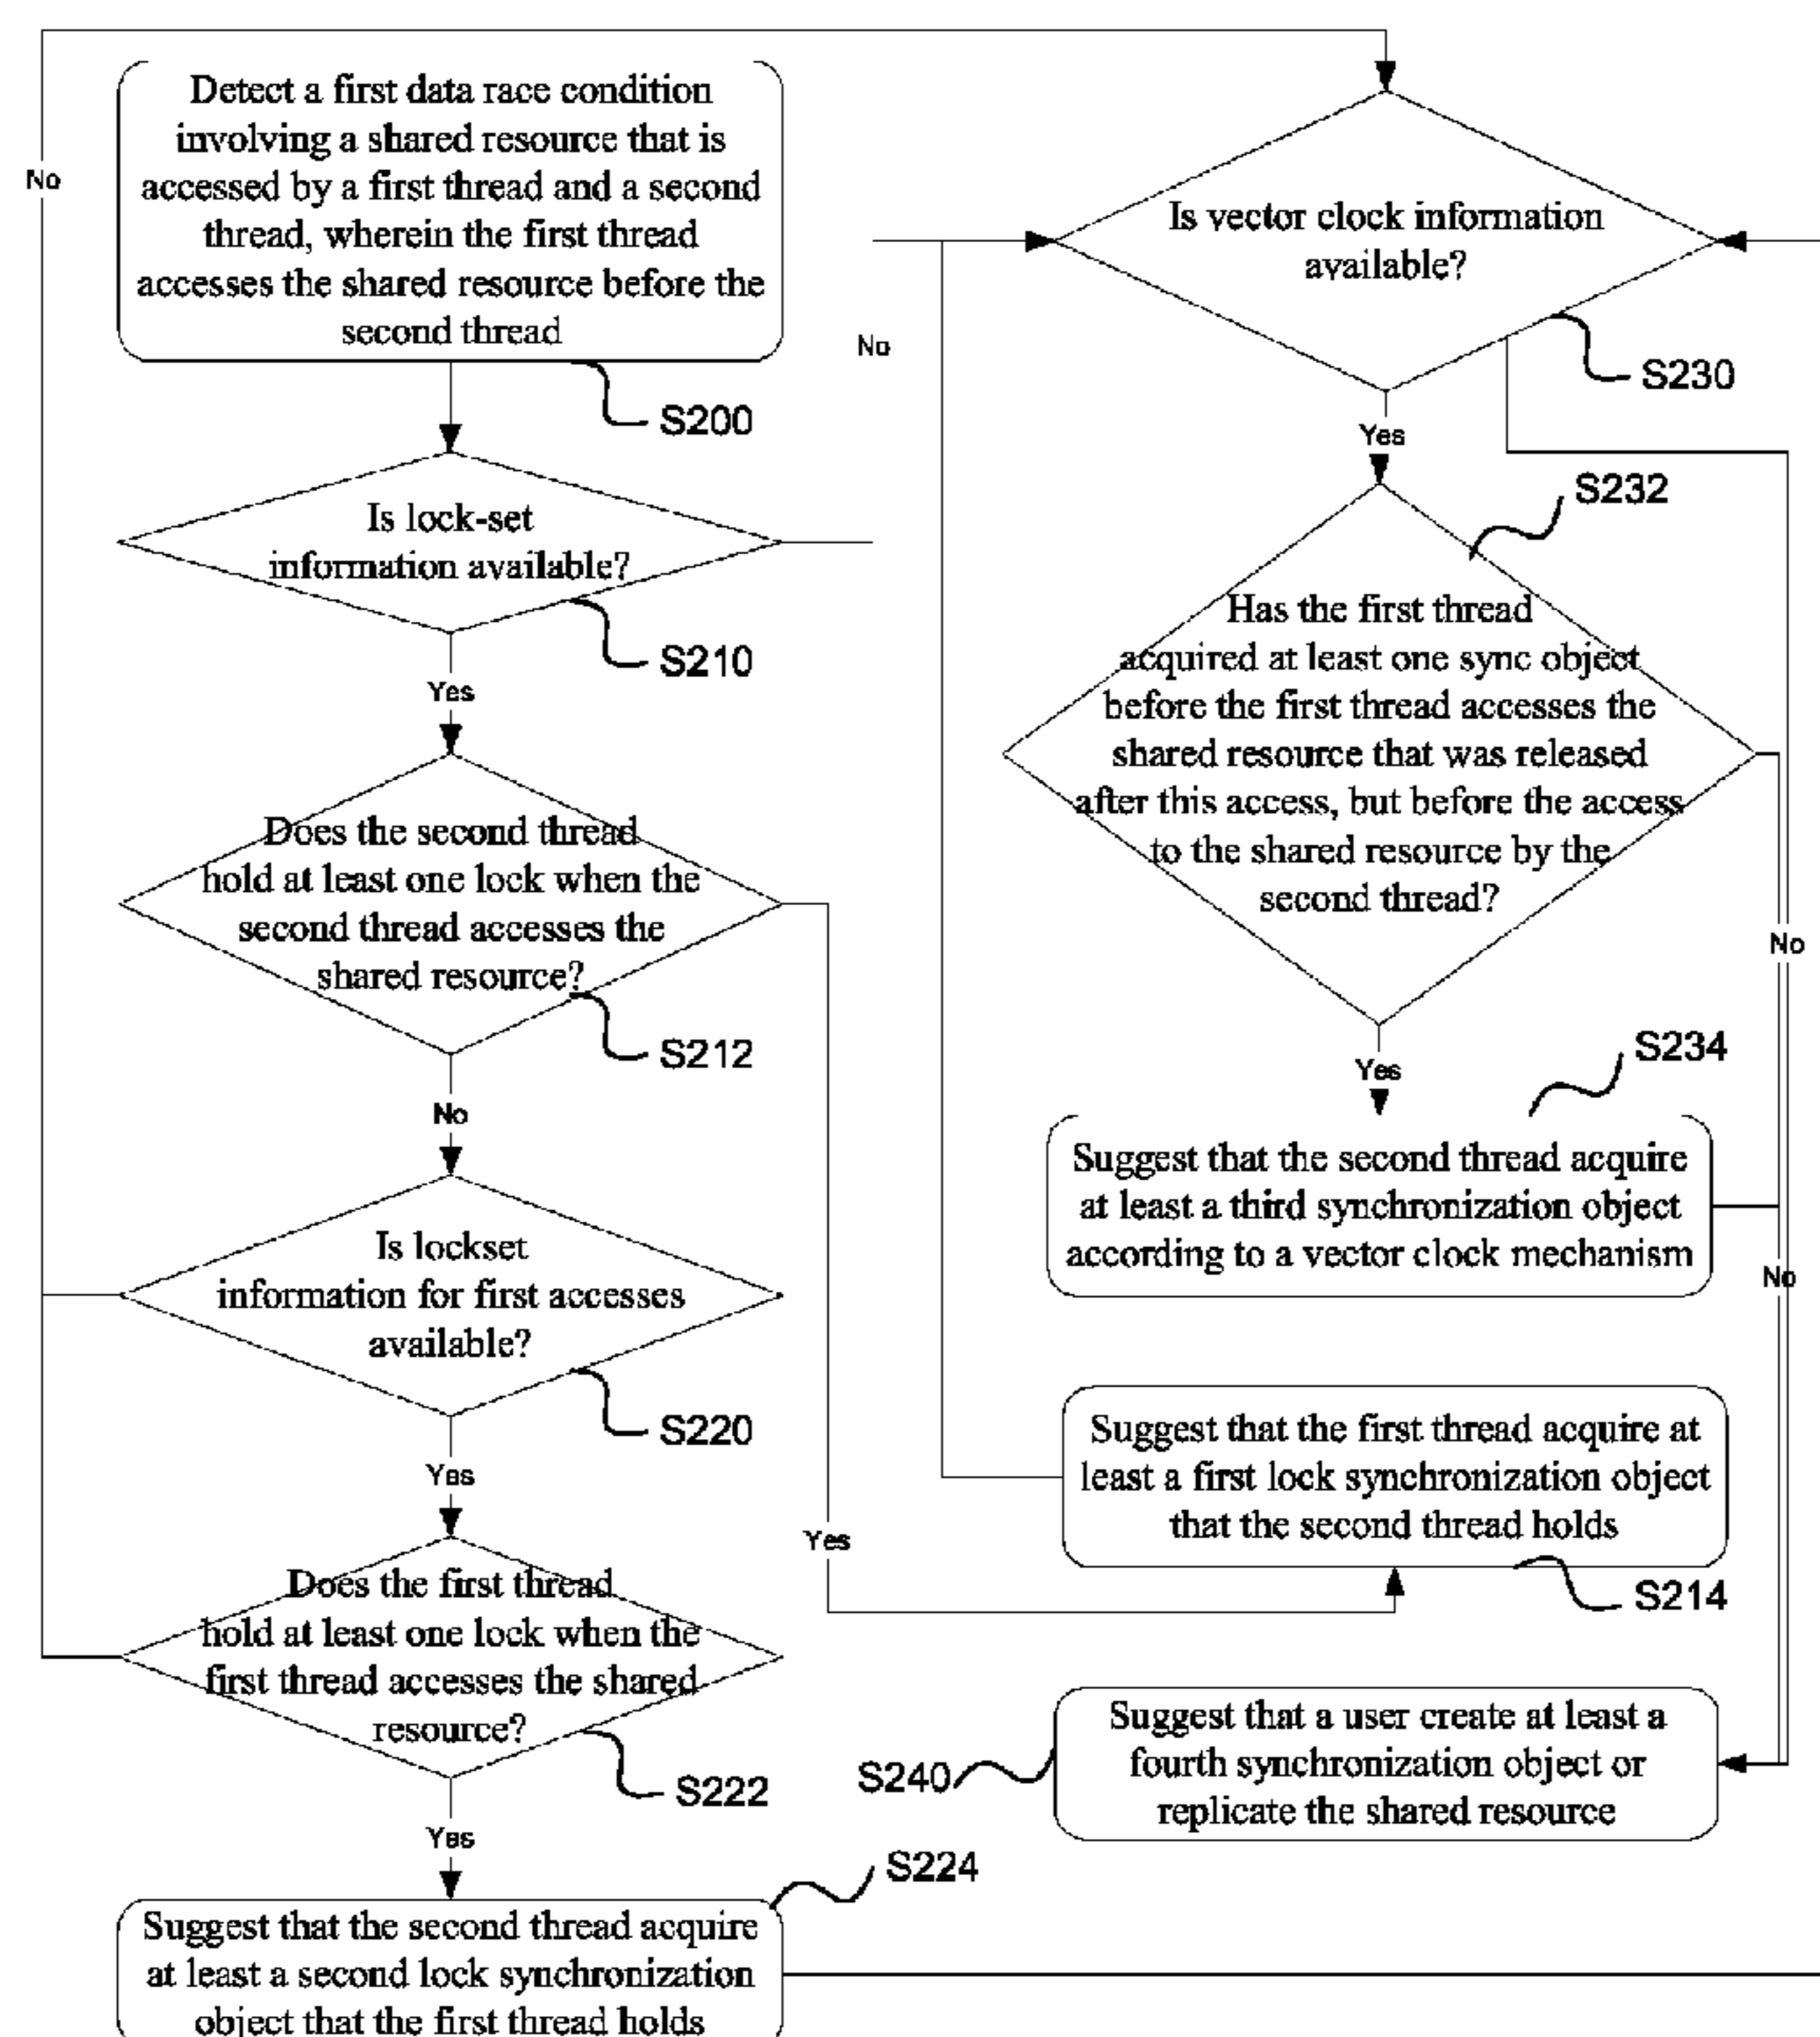 No
Detect a first data race condition
involving a shared resource that is
accessed by a first thread and a second
thread, wherein the first thread
accesses the shared resource before the
second thread
S200
Is lock-set
information available?
S210
No
Yes
Does the second thread
hold at least one lock when the
second thread accesses the
shared resource?
S212
No
Is lockset
information for first accesses
available?
S220
Yes
Does the first thread
hold at least one lock when the
first thread accesses the shared
resource?
S222
Yes
Suggest that the second thread acquire
at least a second lock synchronization
object that the first thread holds
S224
Yes
Is vector clock information
available?
S230
Yes
S232
Has the first thread
acquired at least one sync object
before the first thread accesses the
shared resource that was released
after this access, but before the access
to the shared resource by the
second thread?
No
Yes
S234
Suggest that the second thread acquire
at least a third synchronization object
according to a vector clock mechanism
No
Suggest that the first thread acquire at
least a first lock synchronization object
that the second thread holds
S214
Suggest that a user create at least a
fourth synchronization object or
replicate the shared resource
S240